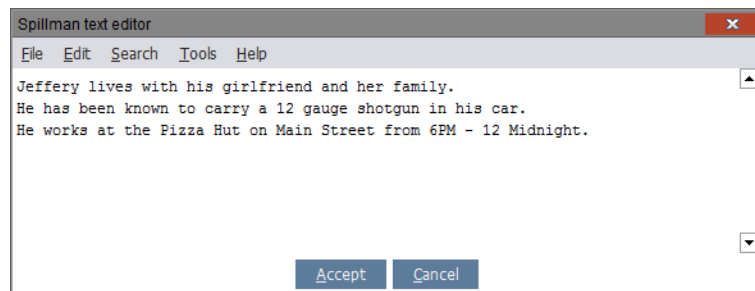 Spillman text editor
File Edit Search Tools Help
Jeffery lives with his girlfriend and her family.
He has been known to carry a 12 gauge shotgun in his car.
He works at the Pizza Hut on Main Street from 6PM - 12 Midnight.
Accept Cancel